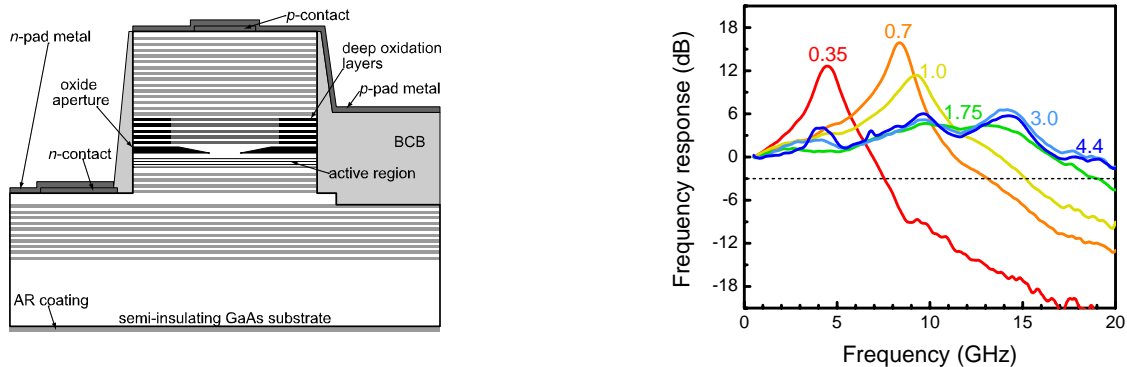 p-contact
n-pad metal
deep oxidation
layers
oxide
aperture
p-pad metal
n-contact
BCB
active region
AR coating
semi-insulating GaAs substrate
Frequency response (dB)
18
12
6
0
-6
-12
-18
0.35
0.7
1.0
1.75
3.0
4.4
0 5 10 15 20
Frequency (GHz)